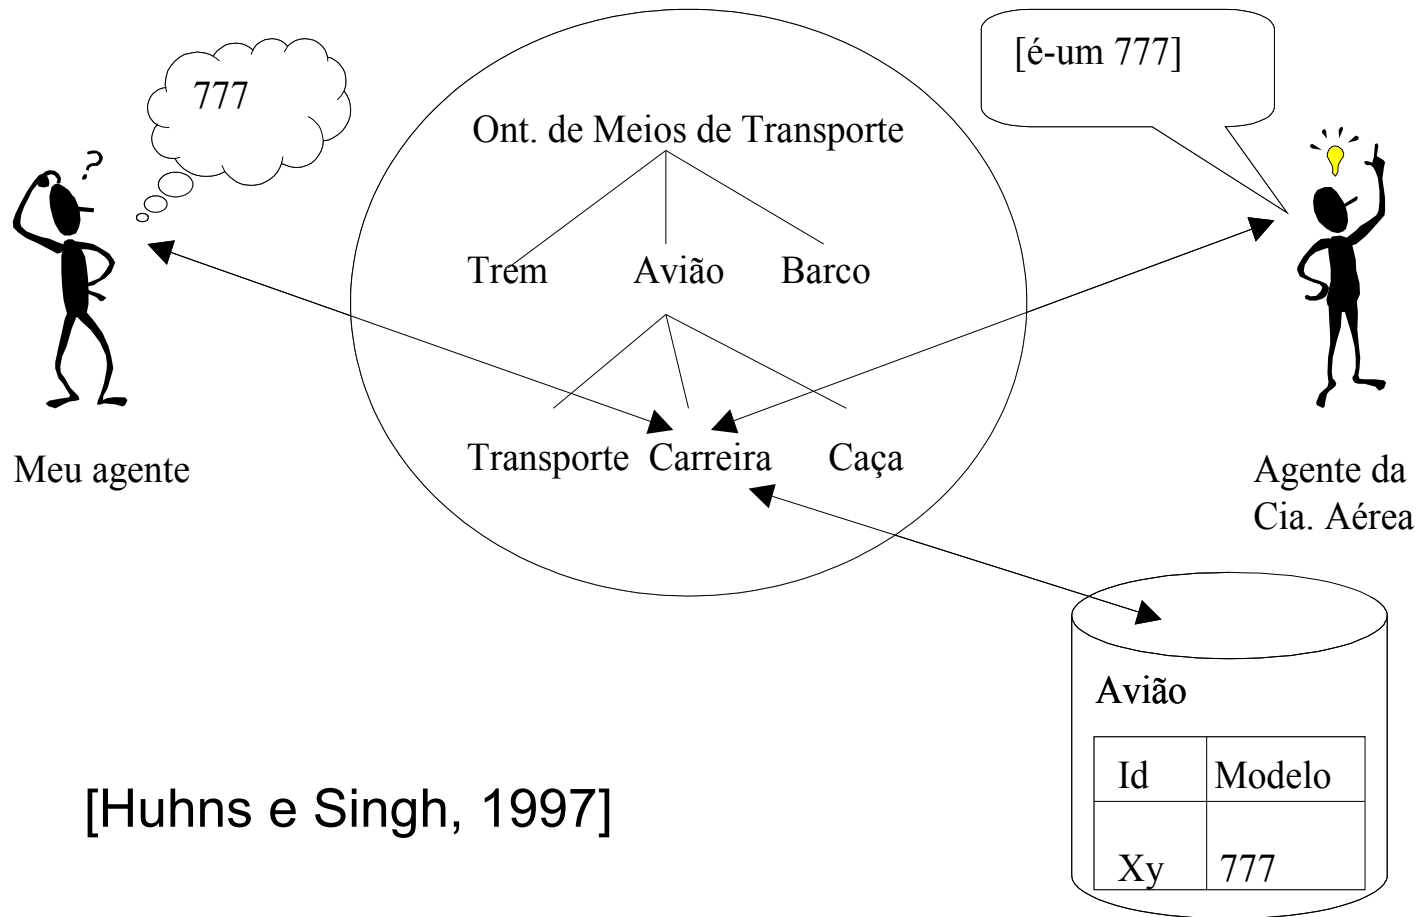 777
[é-um 777]
Ont. de Meios de Transporte
?
Trem Avião Barco
Transporte Carreira Caça
Meu agente
Agente da
Cia. Aérea
Avião
Id Modelo
Xy 777
[Huhns e Singh, 1997]